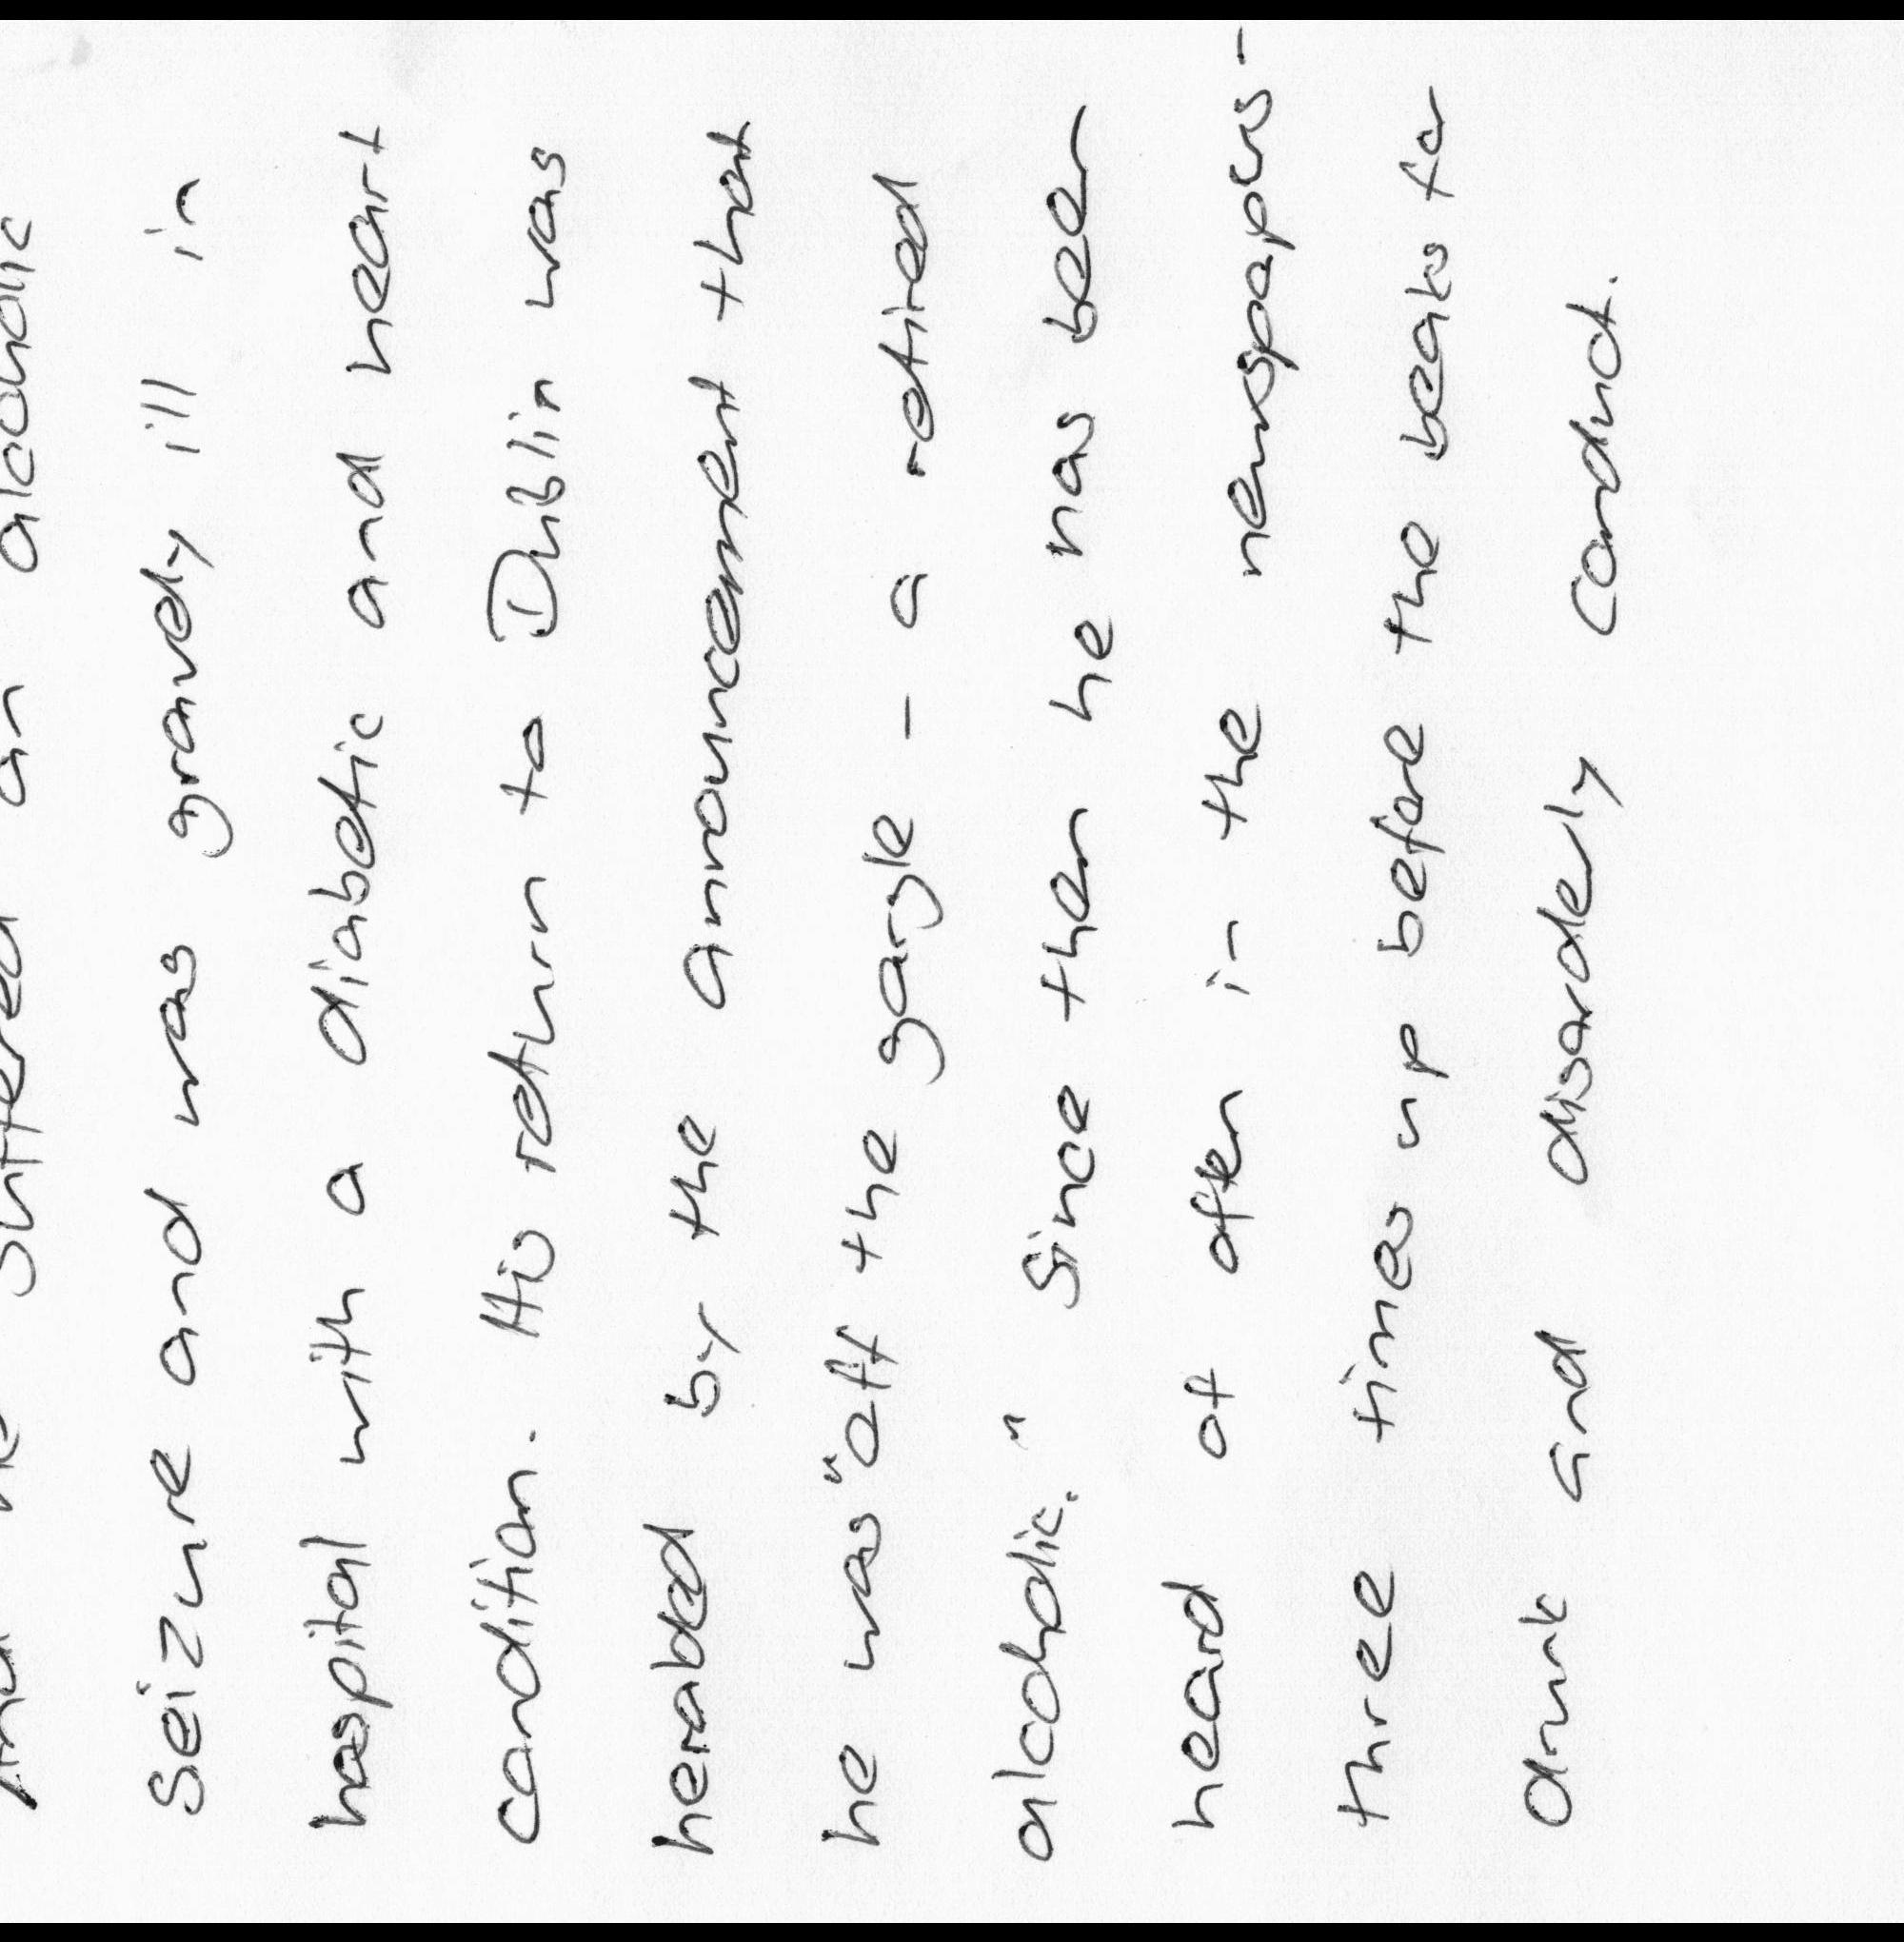 And he suffered an alcoholic
Seizure and was gravely ill in
hospital with a diabetic and heart
condition. His return to Dublin was
heralded by the announcement that
he was "off the gargle - a retired
alcoholic." Since then he has been
heard of often in the newspapers -
three times up before the beaks for
drunk and disorderly conduct.